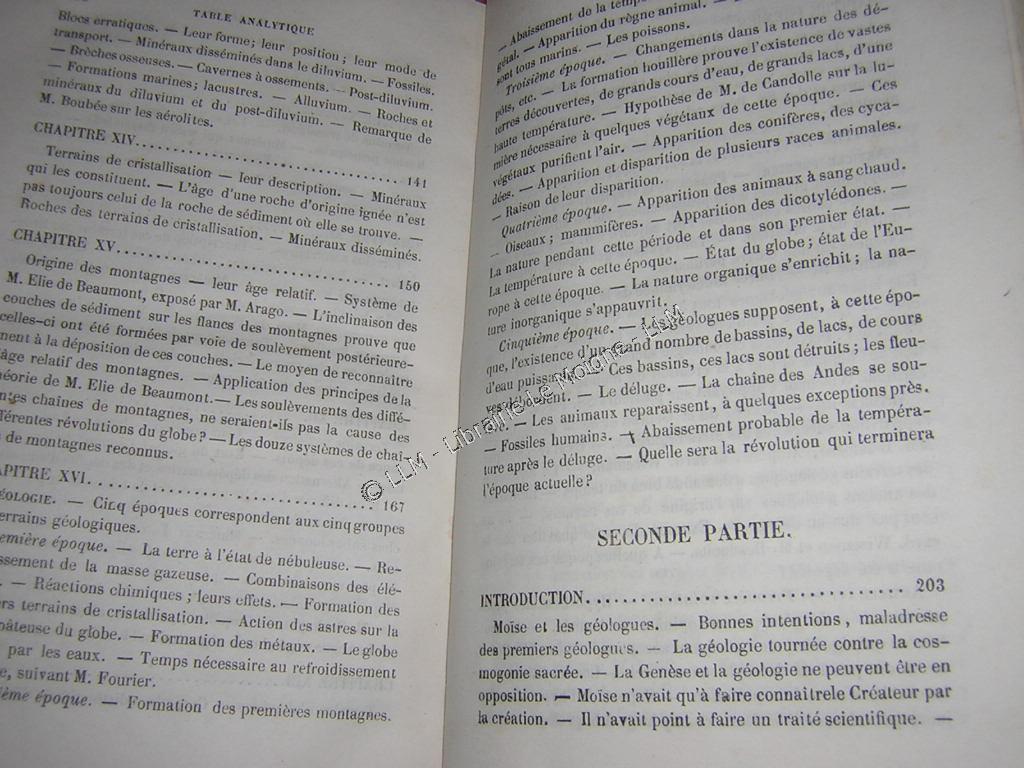 TABLE ANALYTIQUE
Blocs erratiques. — Leur forme; leur position; leur mode de
transport. — Minéraux disséminés dans le diluvium. — Fossiles.
— Brèches osseuses. — Cavernes à ossements. — Post-diluvium.
— Formations marines; lacustres. — Alluvium. — Roches et
minéraux du diluvium et du post-diluvium. — Remarque de
M. Boubée sur les aérolites.
CHAPITRE XIV. 141
Terrains de cristallisation — leur description. — Minéraux
qui les constituent. — L'âge d'une roche d'origine ignée n'est
pas toujours celui de la roche de sédiment où elle se trouve. —
Roches des terrains de cristallisation. — Minéraux disséminés.
CHAPITRE XV. 150
Origine des montagnes — leur âge relatif. — Système de
M. Elie de Beaumont, exposé par M. Arago. — L'inclinaison des
couches de sédiment sur les flancs des montagnes prouve que
celles-ci ont été formées par voie de soulèvement postérieure-
ment à la déposition de ces couches. — Le moyen de reconnaître
âge relatif des montagnes. — Application des principes de la
éorie de M. Elie de Beaumont. — Les soulèvements des diffé-
ntes chaînes de montagnes, ne seraient-ils pas la cause des
fférentes révolutions du globe? — Les douze systèmes de chaî-
de montagnes reconnus.
APITRE XVI. 167
ÉOLOGIE. — Cinq époques correspondent aux cinq groupes
errains géologiques.
emière époque. — La terre à l'état de nébuleuse. — Re-
ssement de la masse gazeuse. — Combinaisons des élé-
. — Réactions chimiques; leurs effets. — Formation des
rs terrains de cristallisation. — Action des astres sur la
pâteuse du globe. — Formation des métaux. — Le globe
par les eaux. — Temps nécessaire au refroidissement
e, suivant M. Fourier.
ième époque. — Formation des premières montagnes.
— Abaissement de la tempé
gétal. — Apparition du règne animal. —
sont tous marins. — Les poissons.
Troisième époque. — Changements dans la nature des dé-
pôts, etc. — La formation houillère prouve l'existence de vastes
terres découvertes, de grands cours d'eau, de grands lacs, d'une
haute température. — Hypothèse de M. de Candolle sur la lu-
mière nécessaire à quelques végétaux de cette époque. — Ces
végétaux purifient l'air. — Apparition des conifères, des cyca-
dées. — Apparition et disparition de plusieurs races animales.
— Raison de leur disparition.
Quatrième époque. — Apparition des animaux à sang chaud.
— Oiseaux; mammifères. — Apparition des dicotylédones. —
La nature pendant cette période et dans son premier état. —
La température à cette époque. — État du globe; état de l'Eu-
rope à cette époque. — La nature organique s'enrichit; la na-
ture inorganique s'appauvrit.
Cinquième époque. — Les géologues supposent, à cette épo-
que, l'existence d'un grand nombre de bassins, de lacs, de cours
d'eau puissants. — Ces bassins, ces lacs sont détruits; les fleu-
ves débordent. — Le déluge. — La chaîne des Andes se sou-
— Les animaux reparaissent, à quelques exceptions près.
— Fossiles humains. — Abaissement probable de la tempéra-
ture après le déluge. — Quelle sera la révolution qui terminera
l'époque actuelle?
SECONDE PARTIE.
INTRODUCTION. 203
Moïse et les géologues. — Bonnes intentions, maladresse
des premiers géologues. — La géologie tournée contre la cos-
mogonie sacrée. — La Genèse et la géologie ne peuvent être en
opposition. — Moïse n'avait qu'à faire connaître le Créateur par
la création. — Il n'avait point à faire un traité scientifique. —
© LLM - Librairie Le Moigne - LLM